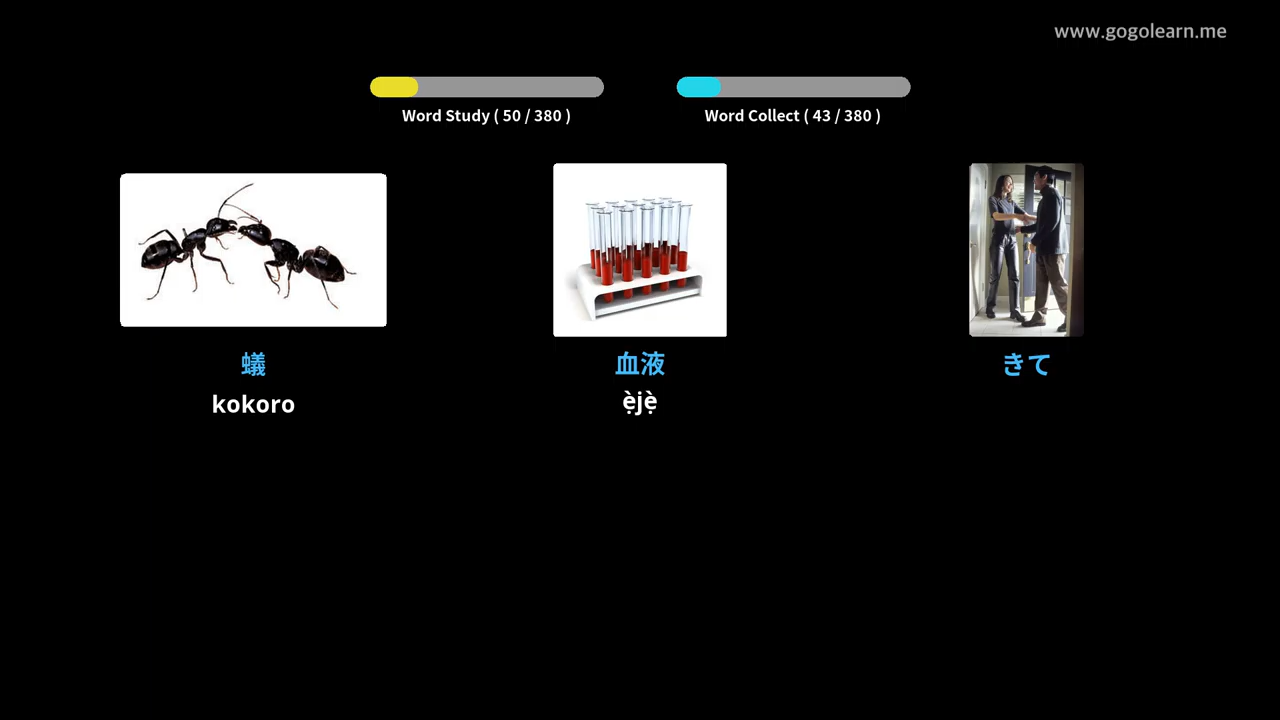 www.gogolearn.me
Word Study ( 50 / 380 )
Word Collect ( 43 / 380 )
蟻
血液
きて
kokoro
ẹ̀jẹ̀